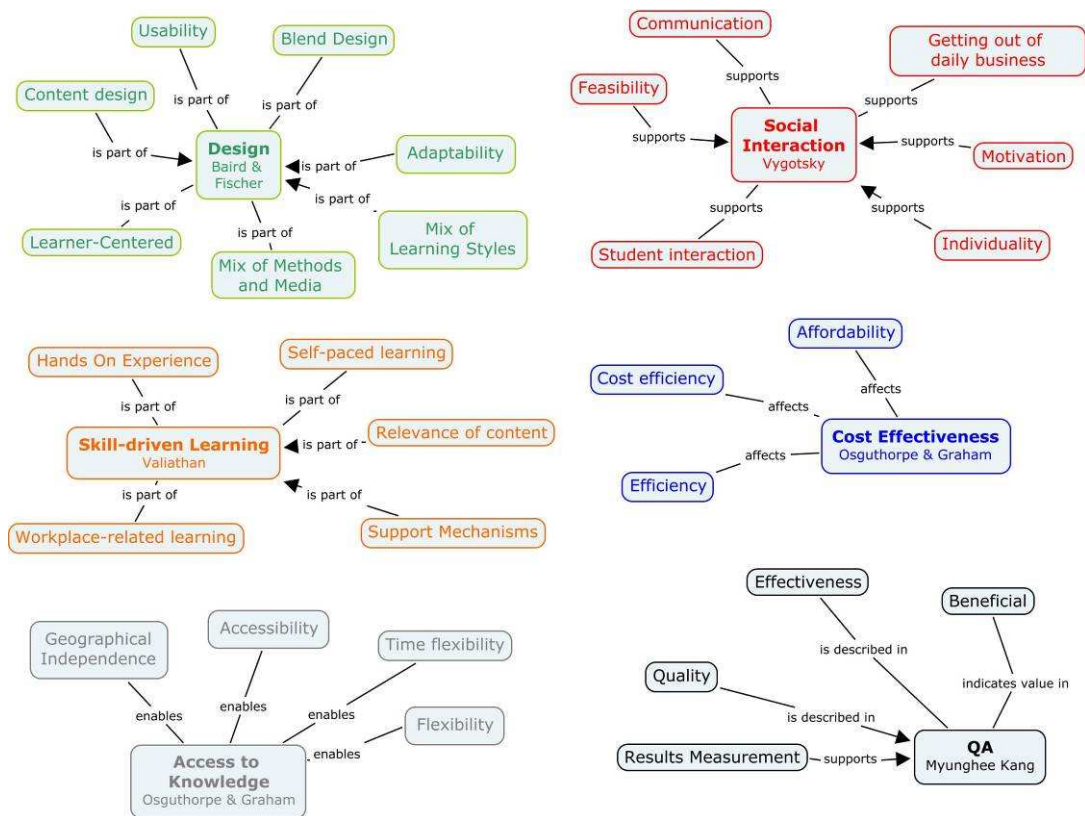 Usability
Blend Design
Content design
is part of
is part of
is part of
Design
Baird &
Fischer
is part of
Adaptability
is part of
is part of
is part of
Learner-Centered
Mix of
Learning Styles
Mix of Methods
and Media
Communication
Getting out of
daily business
supports
Feasibility
supports
supports
Social
Interaction
Vygotsky
supports
Motivation
supports
supports
Student interaction
Individuality
Hands On Experience
Self-paced learning
is part of
is part of
Skill-driven Learning
Valiathan
is part of
Relevance of content
is part of
is part of
Workplace-related learning
Support Mechanisms
Affordability
Cost efficiency
affects
affects
Cost Effectiveness
Osguthorpe & Graham
affects
Efficiency
Geographical
Independence
Accessibility
Time flexibility
enables
enables
enables
Flexibility
enables
Access to
Knowledge
Osguthorpe & Graham
Effectiveness
Beneficial
is described in
Quality
indicates value in
is described in
Results Measurement
supports
QA
Myunghee Kang